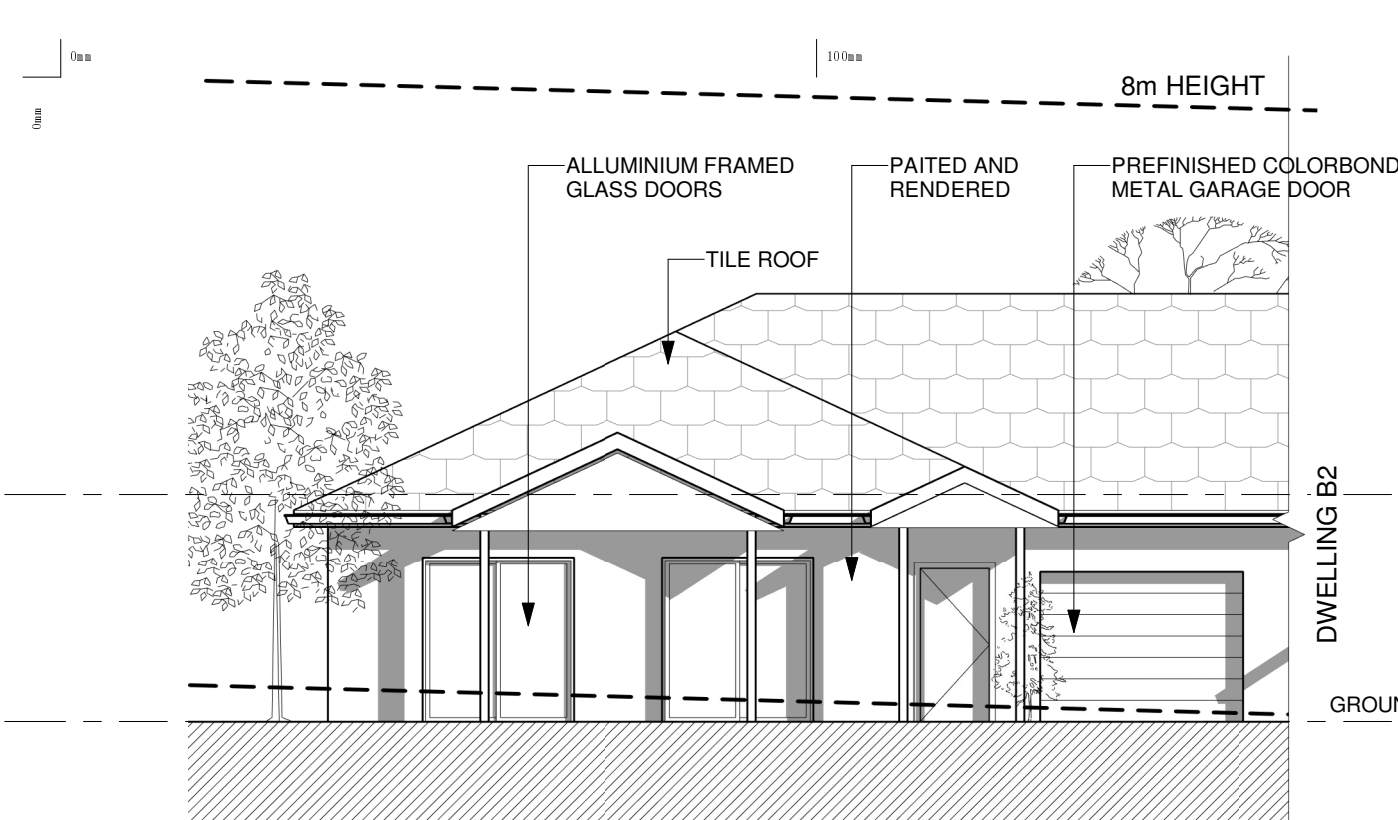 0mm
100mm
0mm
8m HEIGHT
ALLUMINIUM FRAMED
GLASS DOORS
PAITED AND
RENDERED
PREFINISHED COLORBOND
METAL GARAGE DOOR
TILE ROOF
DWELLING B2
GROUN